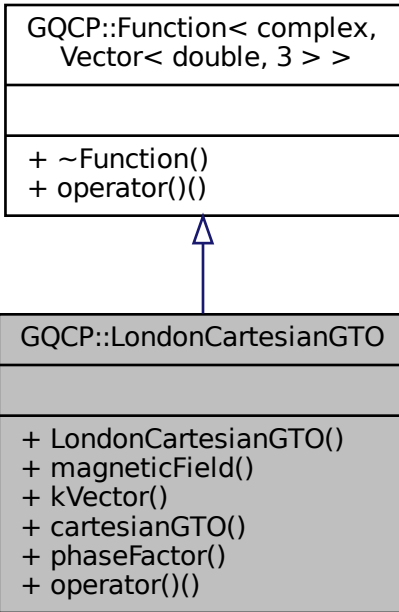 GQCP::Function< complex,
Vector< double, 3 > >
+ ~Function()
+ operator()()
GQCP::LondonCartesianGTO
+ LondonCartesianGTO()
+ magneticField()
+ kVector()
+ cartesianGTO()
+ phaseFactor()
+ operator()()